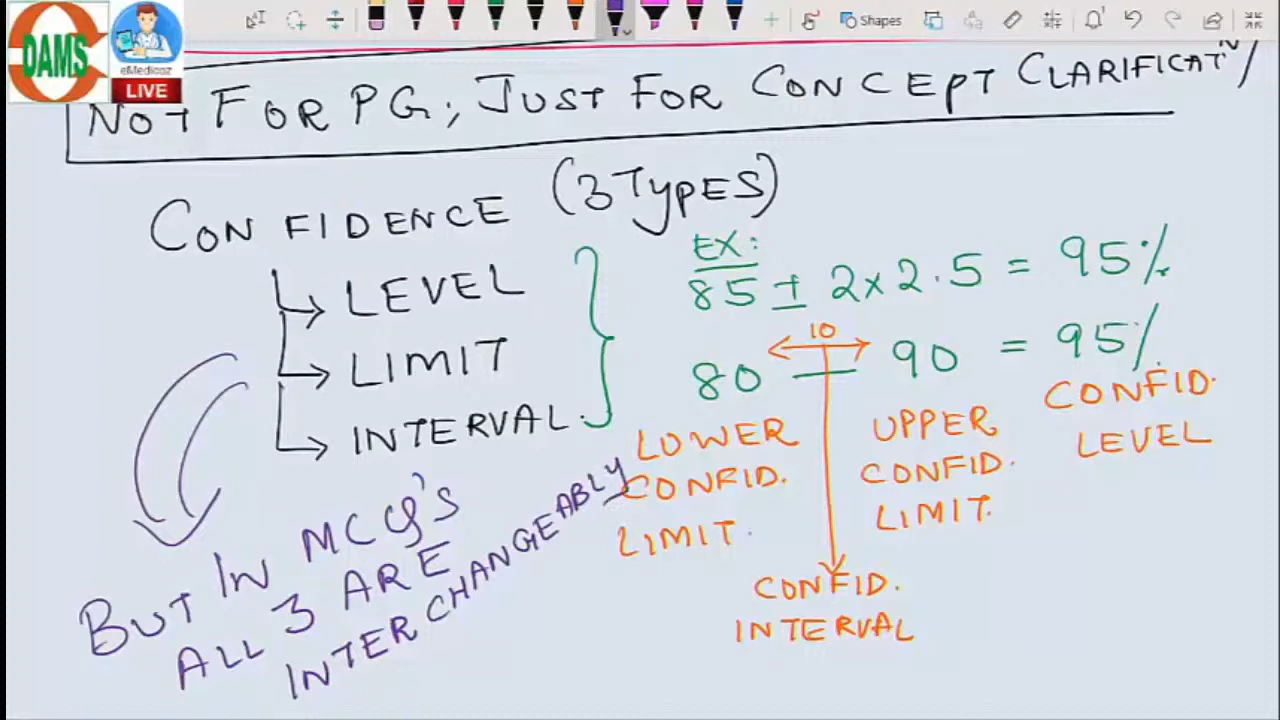 DAMS
eMedicoz
LIVE
Shapes
NOT FOR PG; JUST FOR CONCEPT CLARIFICATN
CONFIDENCE (3 TYPES)
LEVEL
LIMIT
INTERVAL.
EX:
85 ± 2×2.5 = 95%
10
80 — 90 = 95%
LOWER CONFID. LIMIT.
UPPER CONFID. LIMIT.
CONFID. LEVEL
CONFID.
INTERVAL
BUT IN MCQ'S
ALL 3 ARE
INTERCHANGEABLY